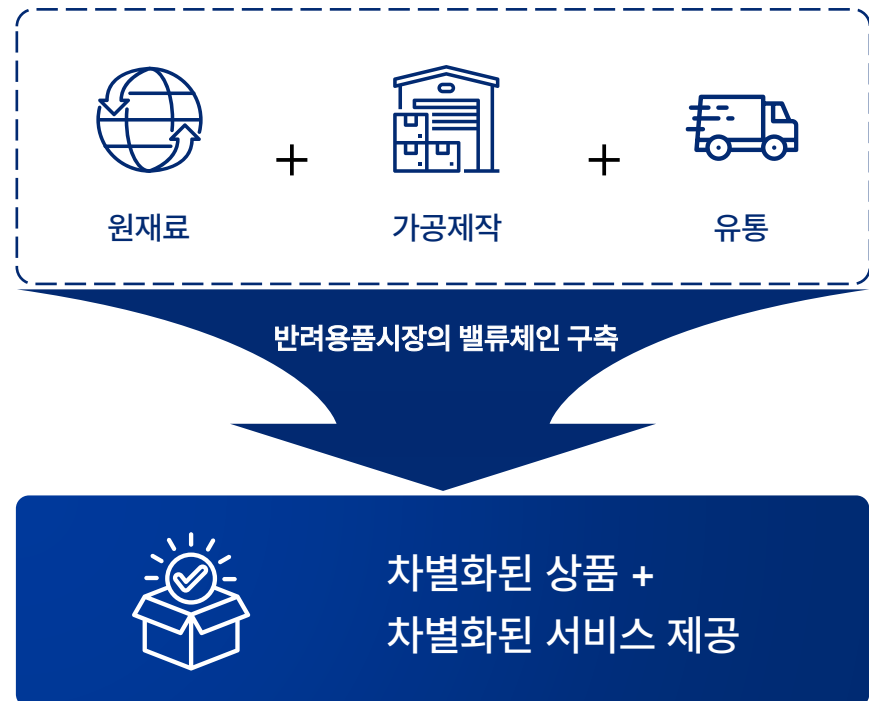 원재료 + 가공제작 + 유통
반려용품시장의 밸류체인 구축
차별화된 상품 +
차별화된 서비스 제공